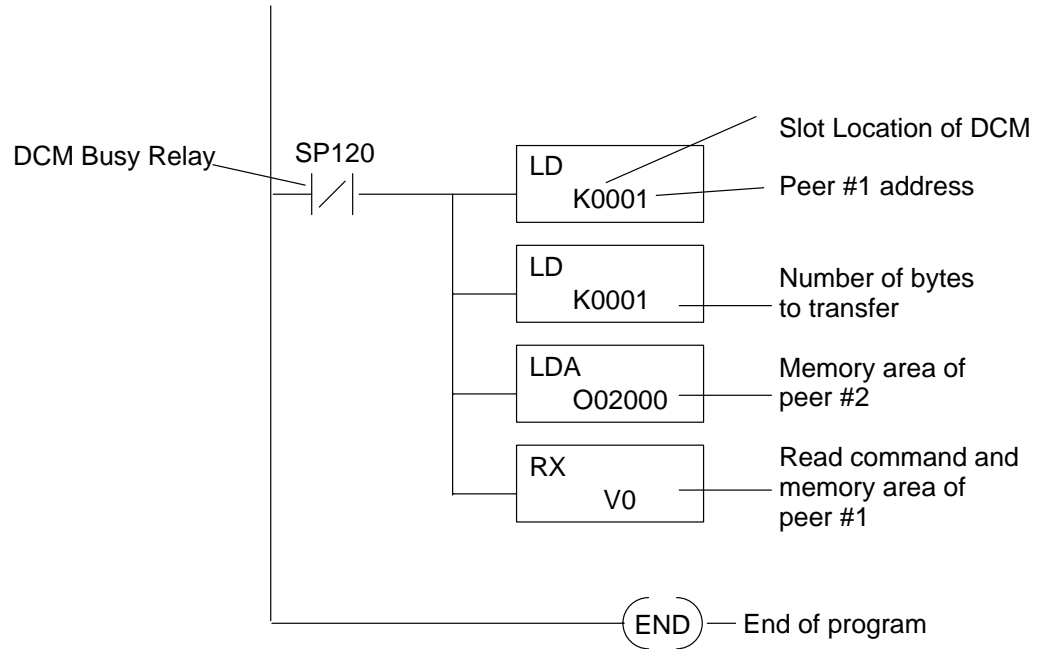 DCM Busy Relay
SP120
LD
K0001
Slot Location of DCM
Peer #1 address
LD
K0001
Number of bytes
to transfer
LDA
O02000
Memory area of
peer #2
RX
V0
Read command and
memory area of
peer #1
END
End of program